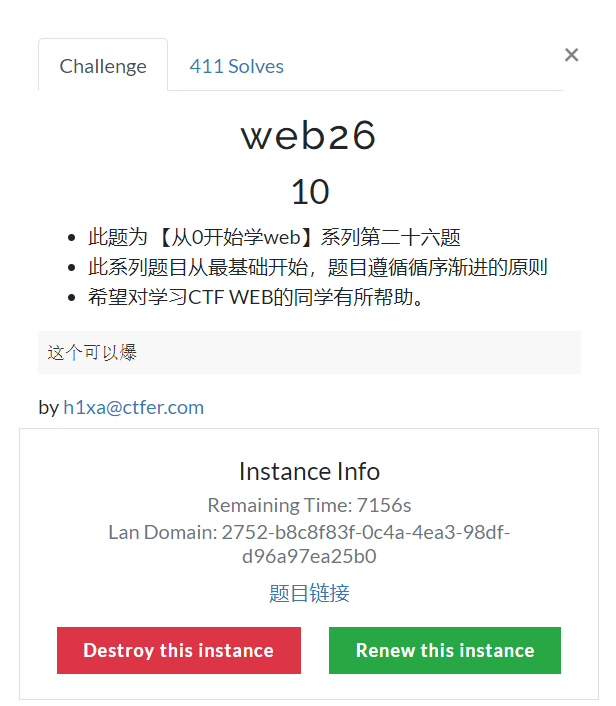 Challenge
411 Solves
×
web26
10
此题为 【从0开始学web】系列第二十六题
此系列题目从最基础开始，题目遵循循序渐进的原则
希望对学习CTF WEB的同学有所帮助。
这个可以爆
by h1xa@ctfer.com
Instance Info
Remaining Time: 7156s
Lan Domain: 2752-b8c8f83f-0c4a-4ea3-98df-
d96a97ea25b0
题目链接
Destroy this instance
Renew this instance